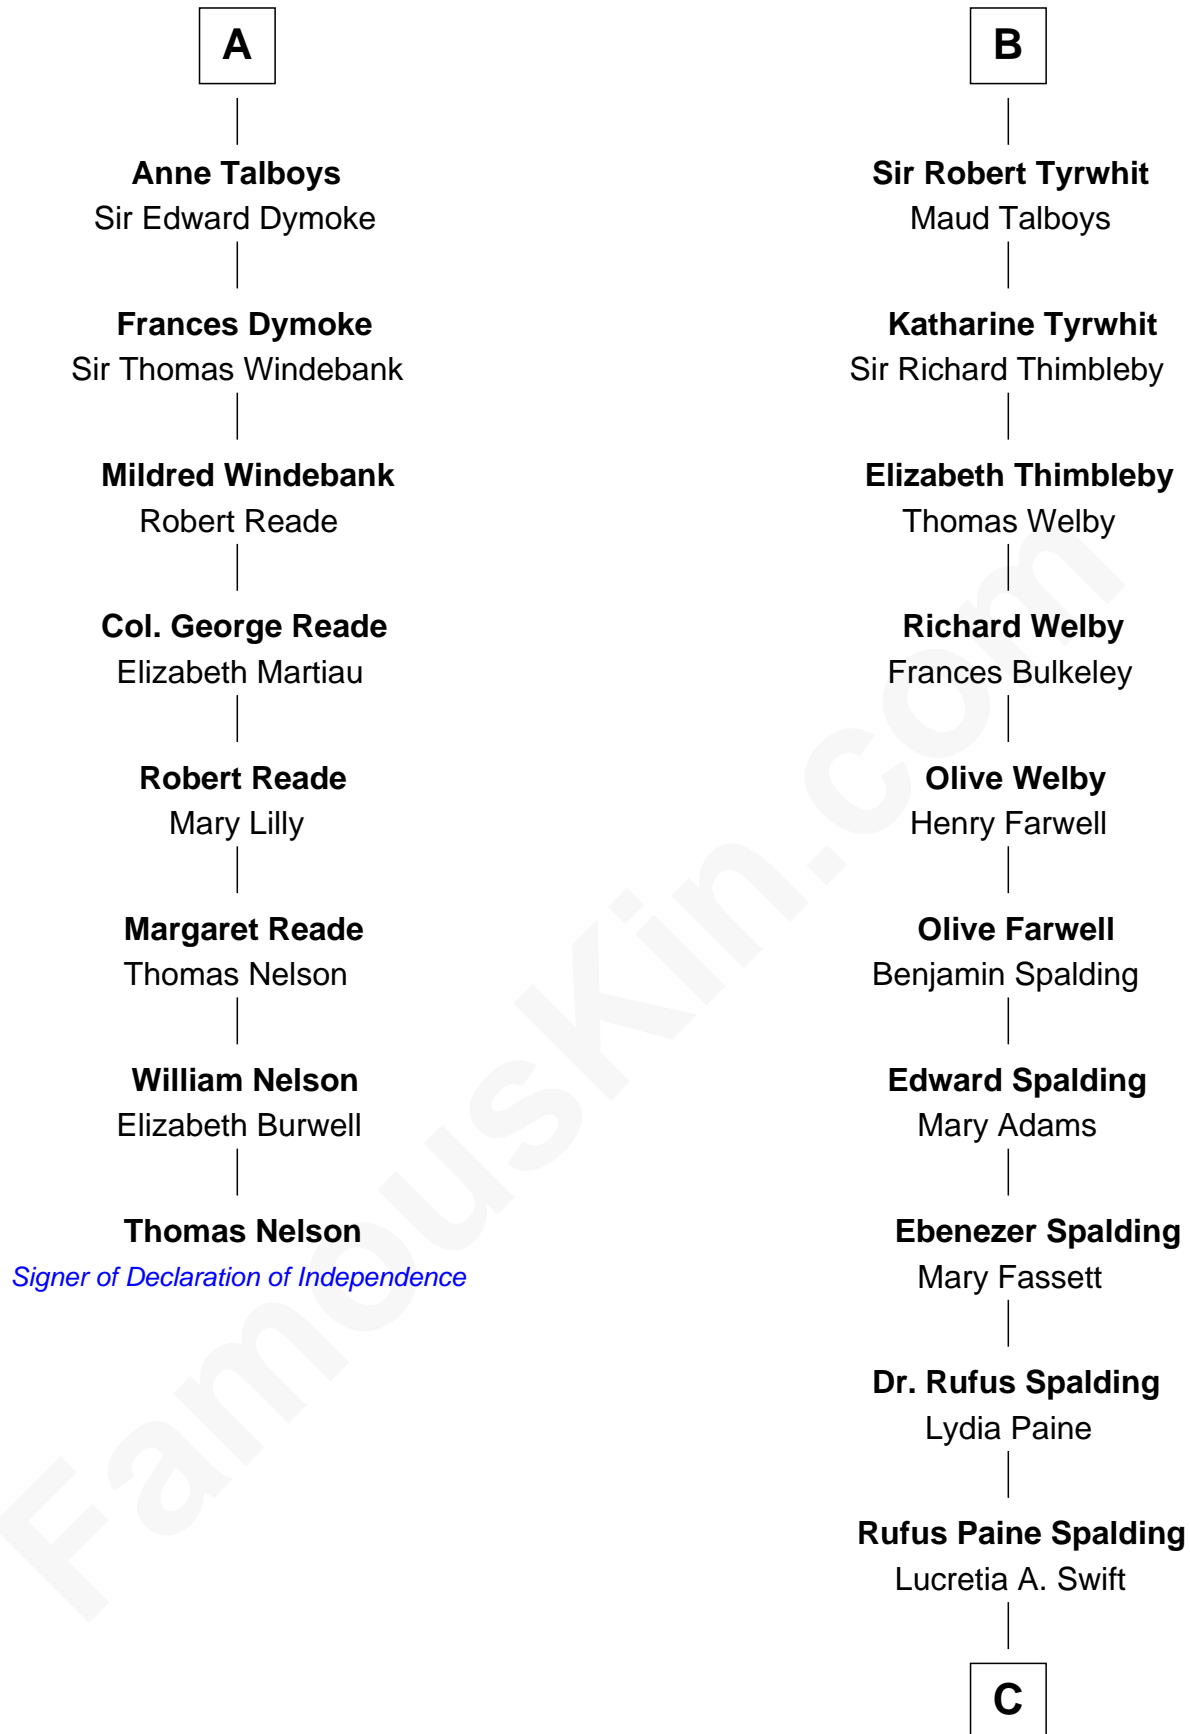 A
Anne Talboys
Sir Edward Dymoke
Frances Dymoke
Sir Thomas Windebank
Mildred Windebank
Robert Reade
Col. George Reade
Elizabeth Martiau
Robert Reade
Mary Lilly
Margaret Reade
Thomas Nelson
William Nelson
Elizabeth Burwell
Thomas Nelson
Signer of Declaration of Independence
B
Sir Robert Tyrwhit
Maud Talboys
Katharine Tyrwhit
Sir Richard Thimbleby
Elizabeth Thimbleby
Thomas Welby
Richard Welby
Frances Bulkeley
Olive Welby
Henry Farwell
Olive Farwell
Benjamin Spalding
Edward Spalding
Mary Adams
Ebenezer Spalding
Mary Fassett
Dr. Rufus Spalding
Lydia Paine
Rufus Paine Spalding
Lucretia A. Swift
C
FamousKin.com